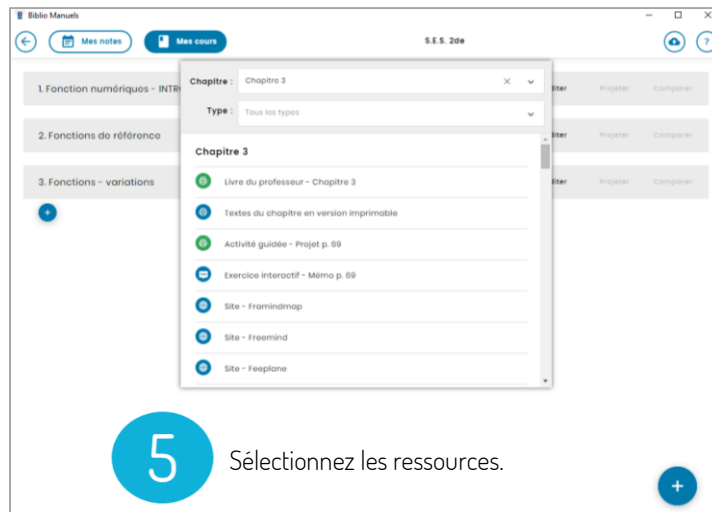 Biblio Manuels
Mes notes
Mes cours
S.E.S. 2de
?
1. Fonction numériques - INTR
2. Fonctions de référence
3. Fonctions - variations
Chapitre : Chapitre 3
Type : Tous les types
Chapitre 3
Livre du professeur - Chapitre 3
Textes du chapitre en version imprimable
Activité guidée - Projet p. 69
Exercice interactif - Mémo p. 69
Site - Framindmap
Site - Freemind
Site - Feeplane
diter Projeter Comparer
diter Projeter Comparer
diter Projeter Comparer
5 Sélectionnez les ressources.